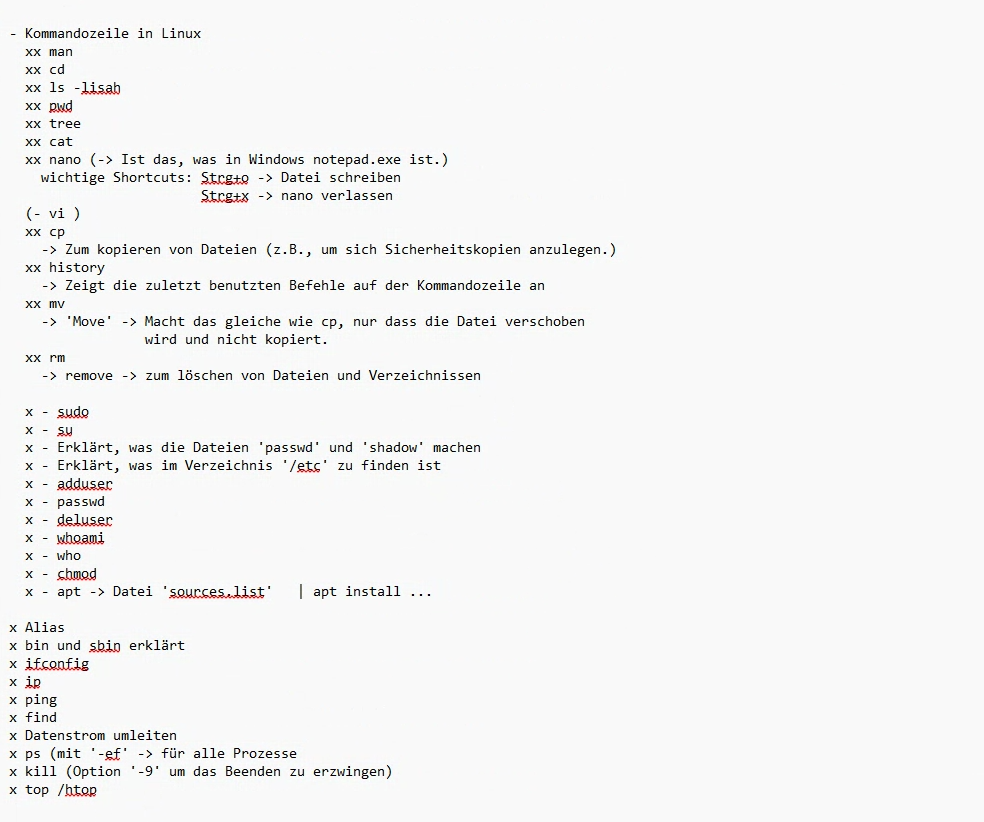 - Kommandozeile in Linux
xx man
xx cd
xx ls -lisah
xx pwd
xx tree
xx cat
xx nano (-> Ist das, was in Windows notepad.exe ist.)
wichtige Shortcuts: Strg+o -> Datei schreiben
Strg+x -> nano verlassen
(- vi )
xx cp
-> Zum kopieren von Dateien (z.B., um sich Sicherheitskopien anzulegen.)
xx history
-> Zeigt die zuletzt benutzten Befehle auf der Kommandozeile an
xx mv
-> 'Move' -> Macht das gleiche wie cp, nur dass die Datei verschoben
wird und nicht kopiert.
xx rm
-> remove -> zum löschen von Dateien und Verzeichnissen
x - sudo
x - su
x - Erklärt, was die Dateien 'passwd' und 'shadow' machen
x - Erklärt, was im Verzeichnis '/etc' zu finden ist
x - adduser
x - passwd
x - deluser
x - whoami
x - who
x - chmod
x - apt -> Datei 'sources.list' | apt install ...
x Alias
x bin und sbin erklärt
x ifconfig
x ip
x ping
x find
x Datenstrom umleiten
x ps (mit '-ef' -> für alle Prozesse
x kill (Option '-9' um das Beenden zu erzwingen)
x top /htop